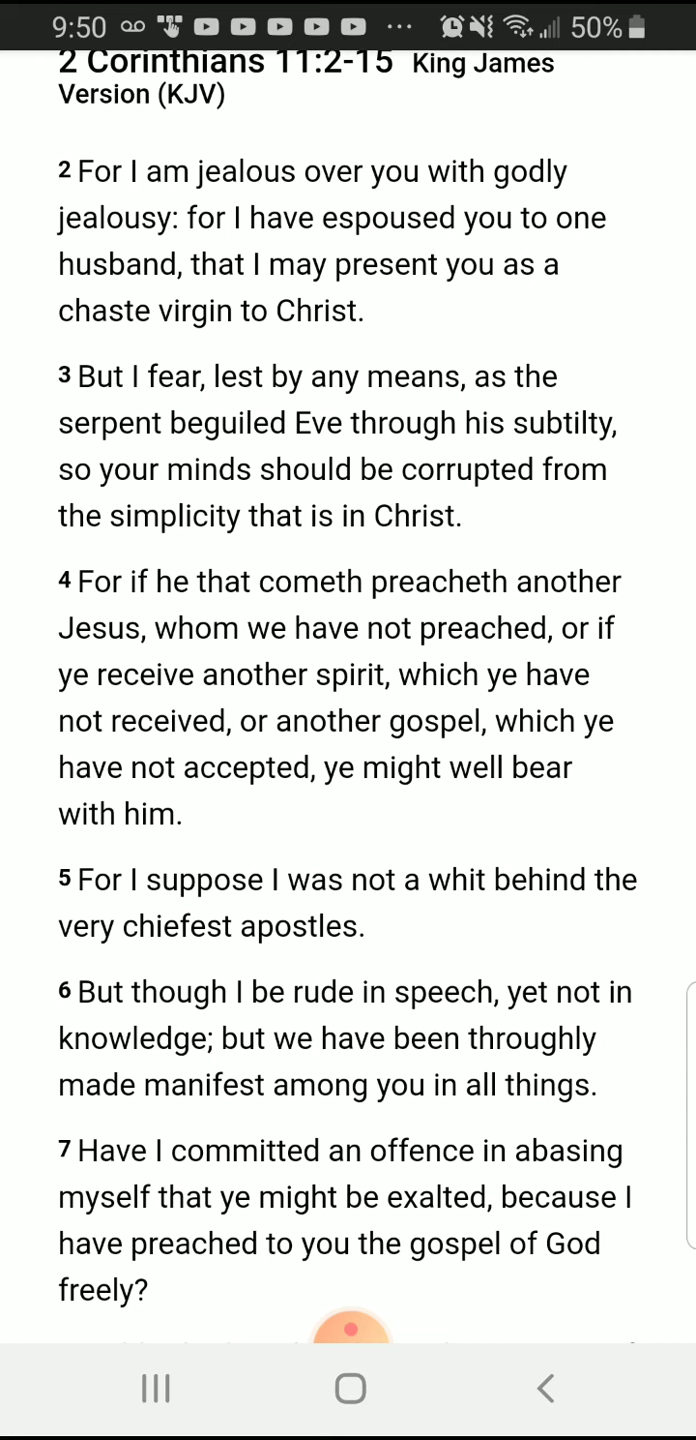 9:50 50%
2 Corinthians 11:2-15 King James
Version (KJV)
2 For I am jealous over you with godly
jealousy: for I have espoused you to one
husband, that I may present you as a
chaste virgin to Christ.
3 But I fear, lest by any means, as the
serpent beguiled Eve through his subtilty,
so your minds should be corrupted from
the simplicity that is in Christ.
4 For if he that cometh preacheth another
Jesus, whom we have not preached, or if
ye receive another spirit, which ye have
not received, or another gospel, which ye
have not accepted, ye might well bear
with him.
5 For I suppose I was not a whit behind the
very chiefest apostles.
6 But though I be rude in speech, yet not in
knowledge; but we have been throughly
made manifest among you in all things.
7 Have I committed an offence in abasing
myself that ye might be exalted, because I
have preached to you the gospel of God
freely?